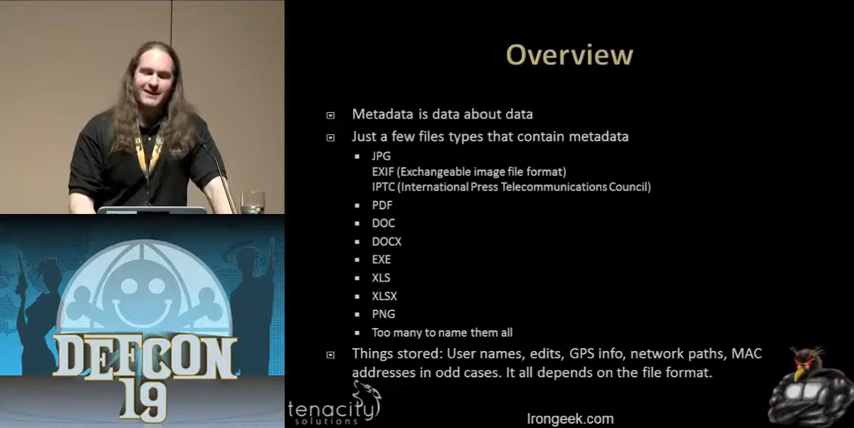 Overview
Metadata is data about data
Just a few files types that contain metadata
JPG
EXIF (Exchangeable image file format)
IPTC (International Press Telecommunications Council)
PDF
DOC
DOCX
EXE
XLS
XLSX
PNG
Too many to name them all
Things stored: User names, edits, GPS info, network paths, MAC
addresses in odd cases. It all depends on the file format.
DEFCON
19
tenacity
solutions
Irongeek.com